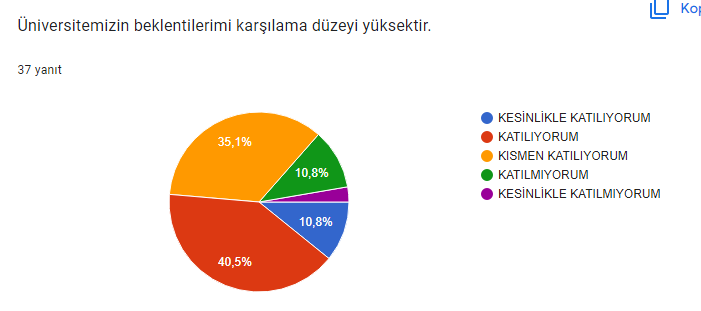 Kop
Üniversitemizin beklentilerimi karşılama düzeyi yüksektir.
37 yanıt
KESİNLİKLE KATILIYORUM
KATILIYORUM
KISMEN KATILIYORUM
KATILMIYORUM
KESİNLİKLE KATILMIYORUM
35,1%
10,8%
10,8%
40,5%